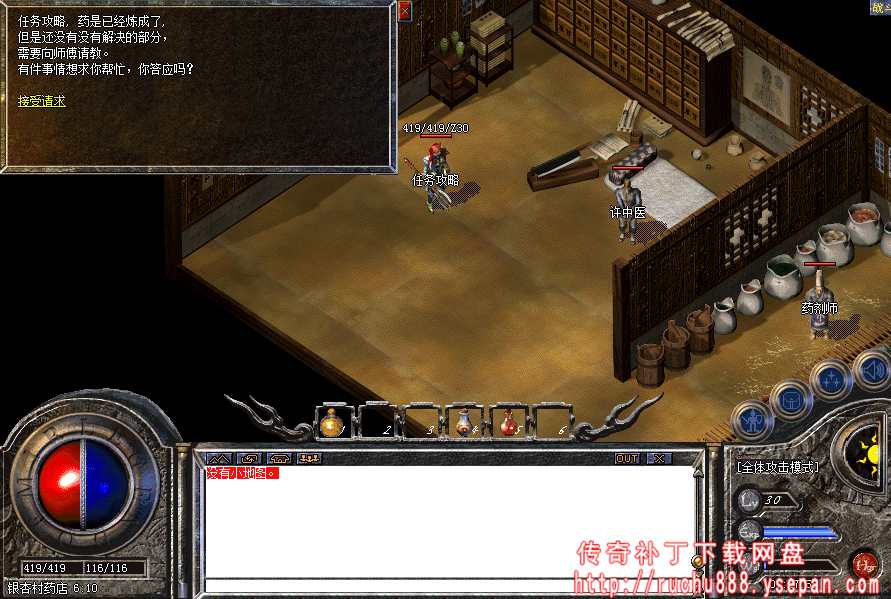 任务攻略, 药是已经炼成了,
但是还没有没有解决的部分,
需要向师傅请教。
有件事情想求你帮忙, 你答应吗?
接受请求
419/419/Z30
任务攻略
许中医
药剂师
1 2 3 4 5 6
OUT
没有小地图。
[全体攻击模式]
Lv 30
Exp
419/419 116/116
银杏村药店 6:10
传奇补丁下载网盘
http://ruchu888.ysepan.com